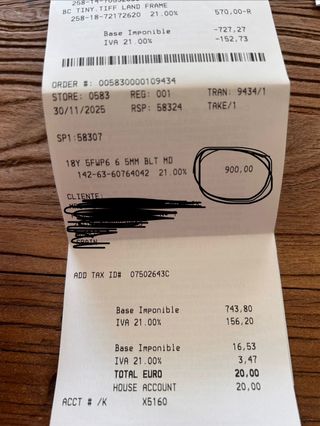 BC TINY.TIFF LAND FRAME
258-18-72172620 21.00% 570,00-R
Base Imponible -727,27
IVA 21.00% -152,73
ORDER #: 005830000109434
STORE: 0583 REG: 001 TRAN: 9434/1
30/11/2025 RSP: 58324 TAKE/1
SP1:58307
18Y 5FWP6 6 5MM BLT MD
142-63-60764042 21.00% 900,00
CLIENTE:
ADD TAX ID# 07502643C
Base Imponible 743,80
IVA 21.00% 156,20
Base Imponible 16,53
IVA 21.00% 3,47
TOTAL EURO 20,00
HOUSE ACCOUNT 20,00
ACCT # /K X5160